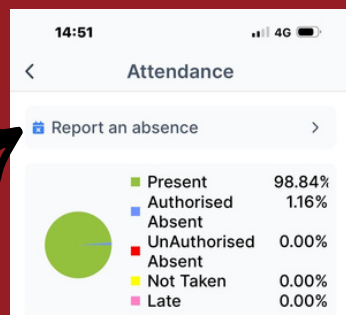 14:51 4G
Attendance
Report an absence
Present 98.84%
Authorised 1.16%
Absent
UnAuthorised 0.00%
Absent
Not Taken 0.00%
Late 0.00%